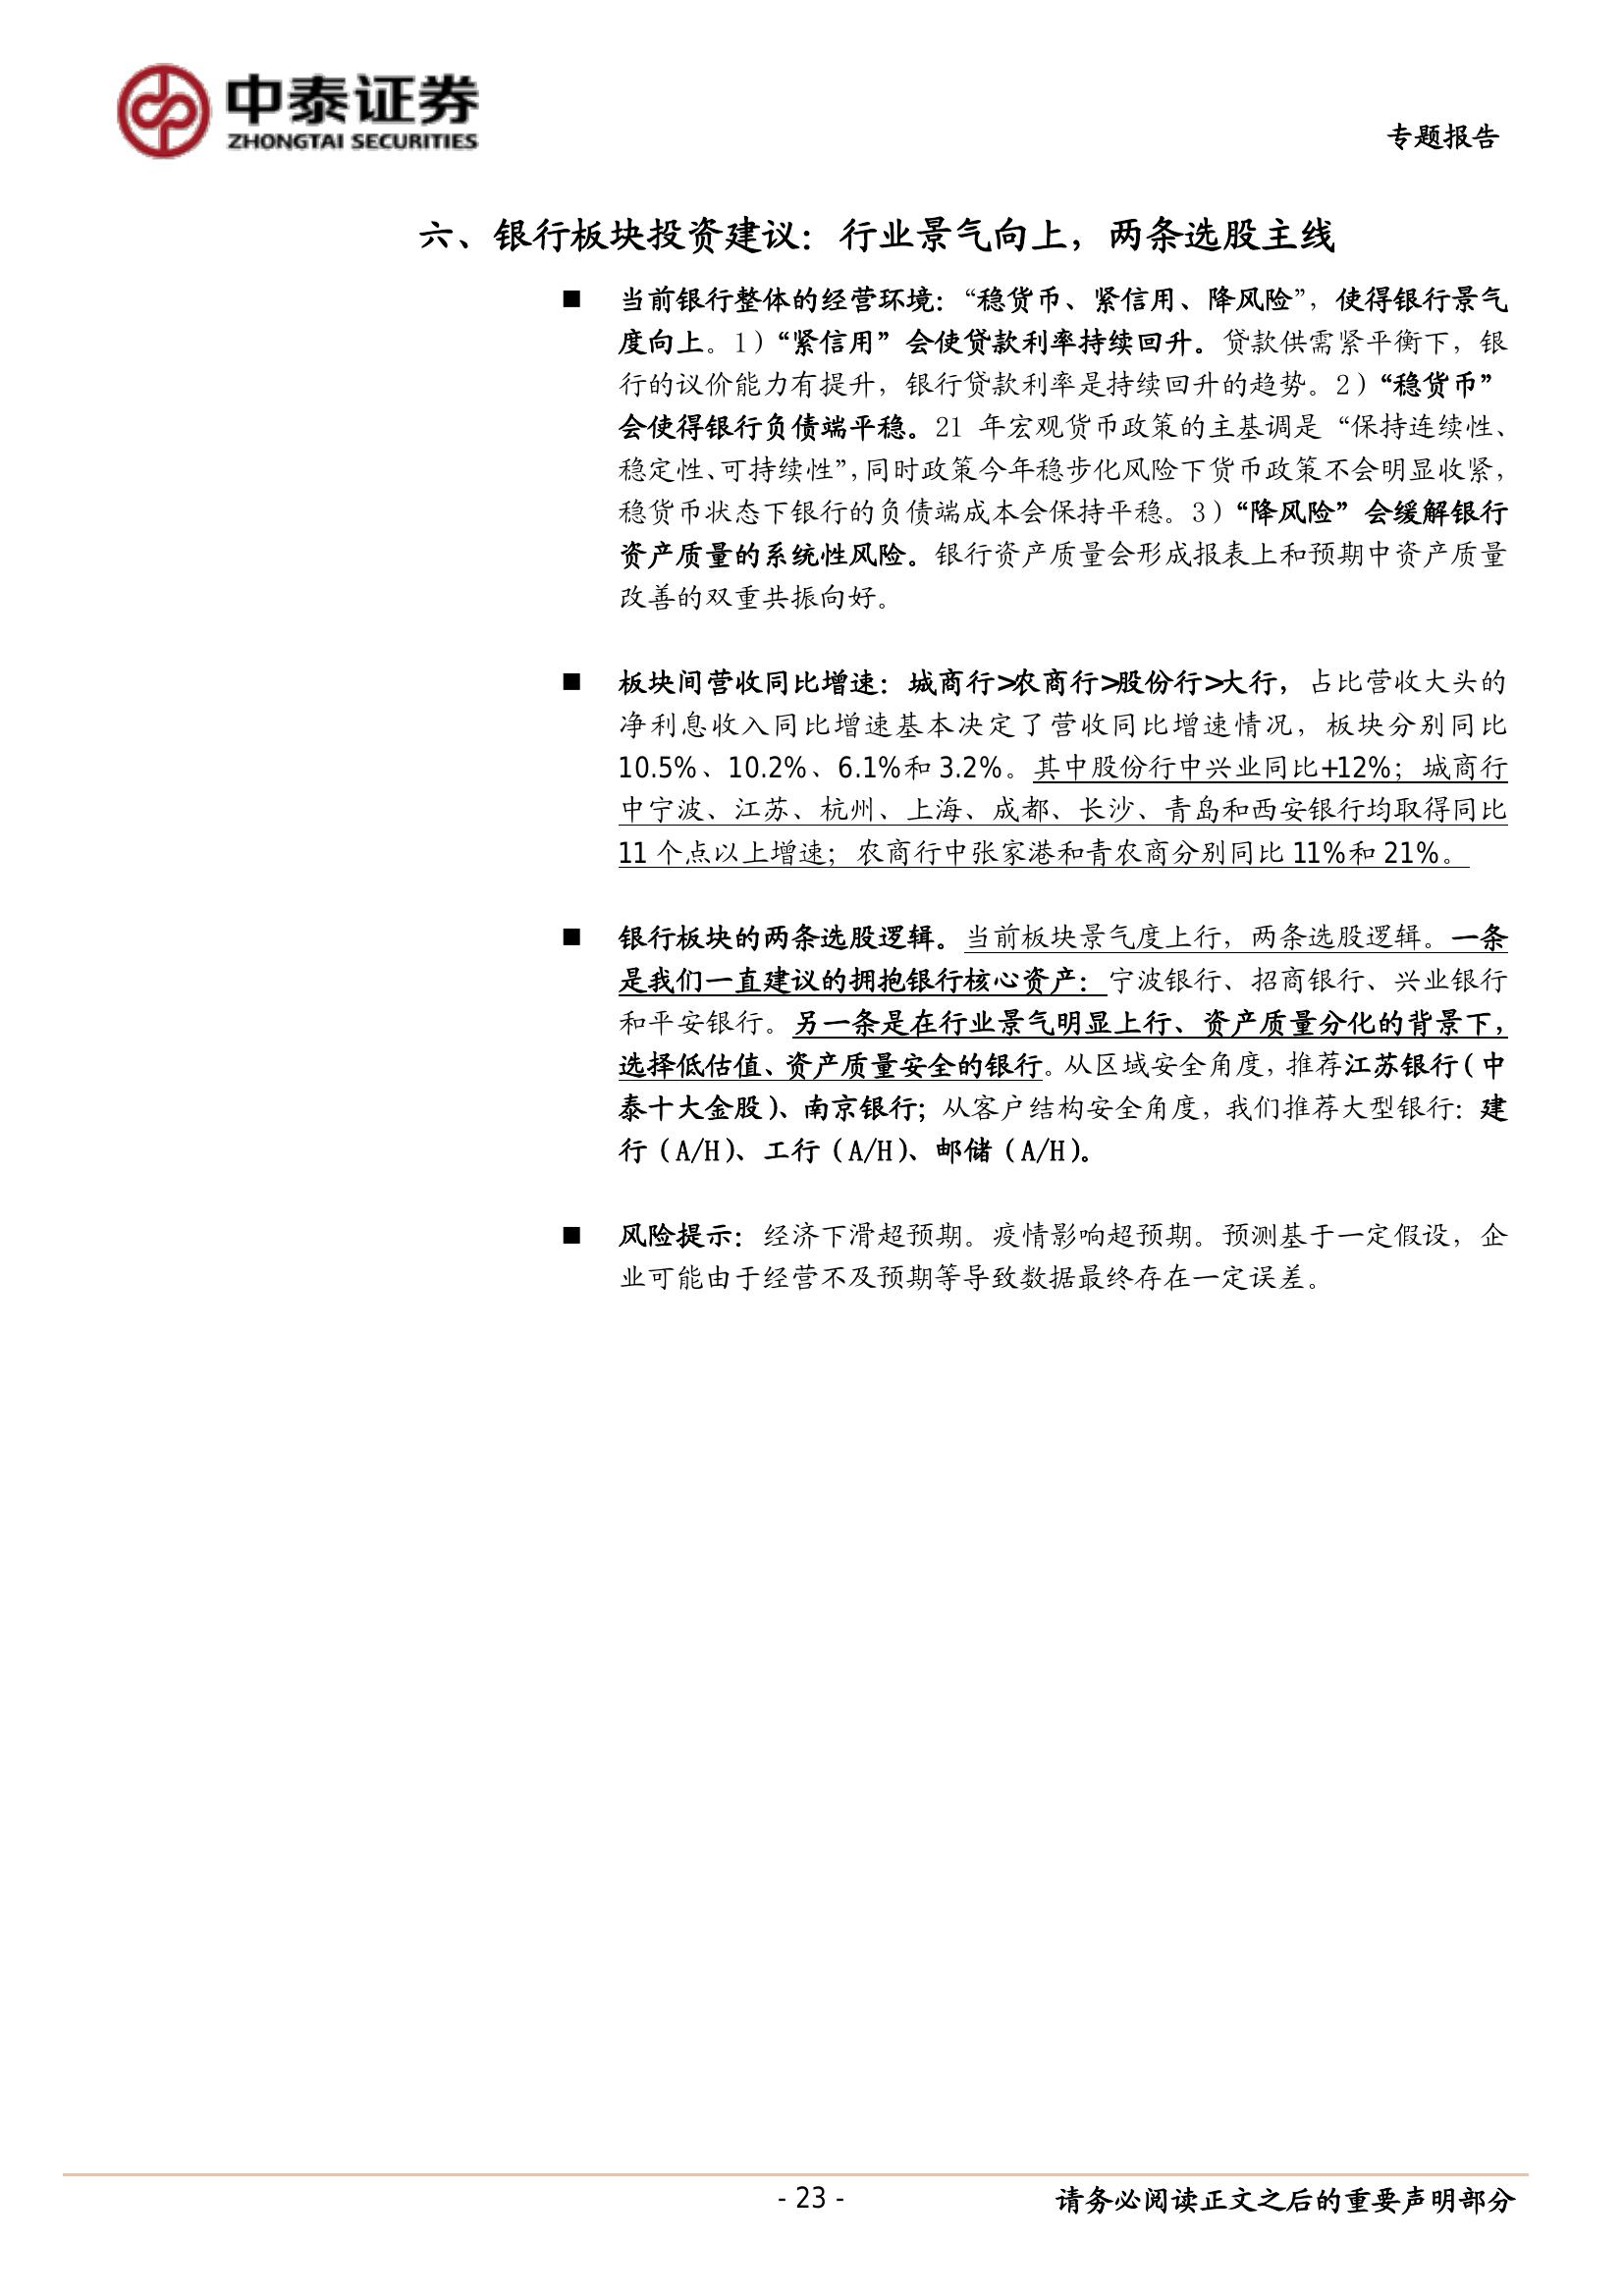 中泰证券
ZHONGTAI SECURITIES
专题报告
六、银行板块投资建议：行业景气向上，两条选股主线
■ 当前银行整体的经营环境：“稳货币、紧信用、降风险”，使得银行景气
度向上。1）“紧信用”会使贷款利率持续回升。贷款供需紧平衡下，银
行的议价能力有提升，银行贷款利率是持续回升的趋势。2）“稳货币”
会使得银行负债端平稳。21 年宏观货币政策的主基调是“保持连续性、
稳定性、可持续性”，同时政策今年稳步化风险下货币政策不会明显收紧，
稳货币状态下银行的负债端成本会保持平稳。3）“降风险”会缓解银行
资产质量的系统性风险。银行资产质量会形成报表上和预期中资产质量
改善的双重共振向好。
■ 板块间营收同比增速：城商行>农商行>股份行>大行，占比营收大头的
净利息收入同比增速基本决定了营收同比增速情况，板块分别同比
10.5%、10.2%、6.1%和 3.2%。其中股份行中兴业同比+12%；城商行
中宁波、江苏、杭州、上海、成都、长沙、青岛和西安银行均取得同比
11 个点以上增速；农商行中张家港和青农商分别同比 11%和 21%。
■ 银行板块的两条选股逻辑。当前板块景气度上行，两条选股逻辑。一条
是我们一直建议的拥抱银行核心资产：宁波银行、招商银行、兴业银行
和平安银行。另一条是在行业景气明显上行、资产质量分化的背景下，
选择低估值、资产质量安全的银行。从区域安全角度，推荐江苏银行（中
泰十大金股）、南京银行；从客户结构安全角度，我们推荐大型银行：建
行（A/H）、工行（A/H）、邮储（A/H）。
■ 风险提示：经济下滑超预期。疫情影响超预期。预测基于一定假设，企
业可能由于经营不及预期等导致数据最终存在一定误差。
- 23 -
请务必阅读正文之后的重要声明部分